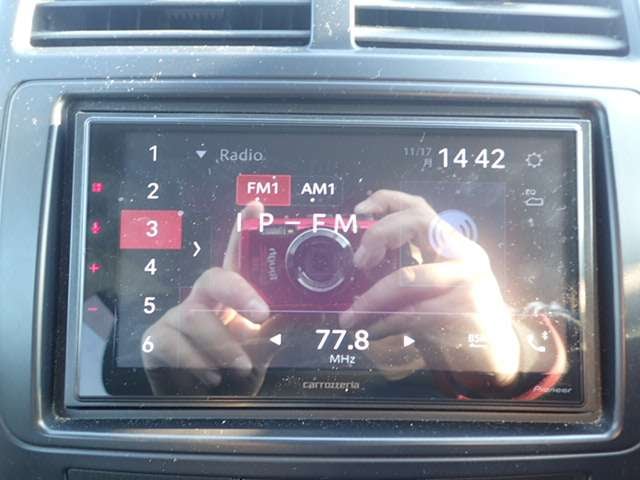 1
Radio
11/17
月
14 42
2
FM1
AM1
3
I P－FM
4
5
77.8
MHz
6
carrozzeria
Pioneer